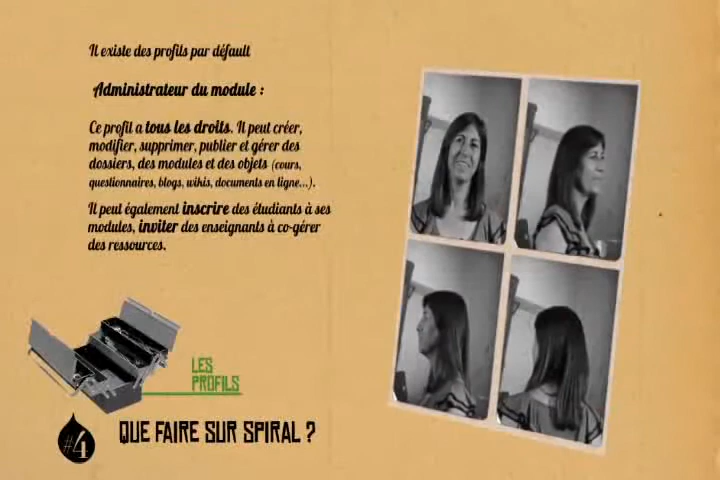 Il existe des profils par défault
Administrateur du module :
Ce profil a tous les droits. Il peut créer,
modifier, supprimer, publier et gérer des
dossiers, des modules et des objets (cours,
questionnaires, blogs, wikis, documents en ligne...).
Il peut également inscrire des étudiants à ses
modules, inviter des enseignants à co-gérer
des ressources.
LES
PROFILS
#4
QUE FAIRE SUR SPIRAL ?